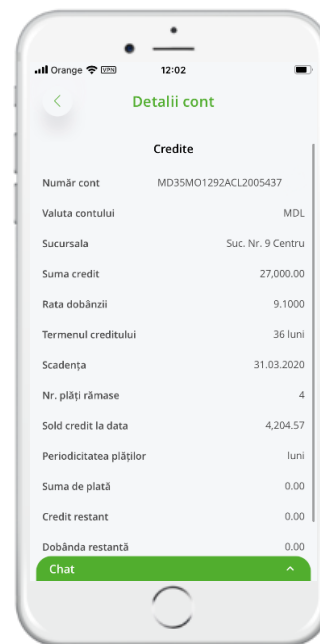 Orange VPN 12:02
Detalii cont
Credite
Număr cont MD35MO1292ACL2005437
Valuta contului MDL
Sucursala Suc. Nr. 9 Centru
Suma credit 27,000.00
Rata dobânzii 9.1000
Termenul creditului 36 luni
Scadența 31.03.2020
Nr. plăți rămase 4
Sold credit la data 4,204.57
Periodicitatea plăților luni
Suma de plată 0.00
Credit restant 0.00
Dobânda restantă 0.00
Chat